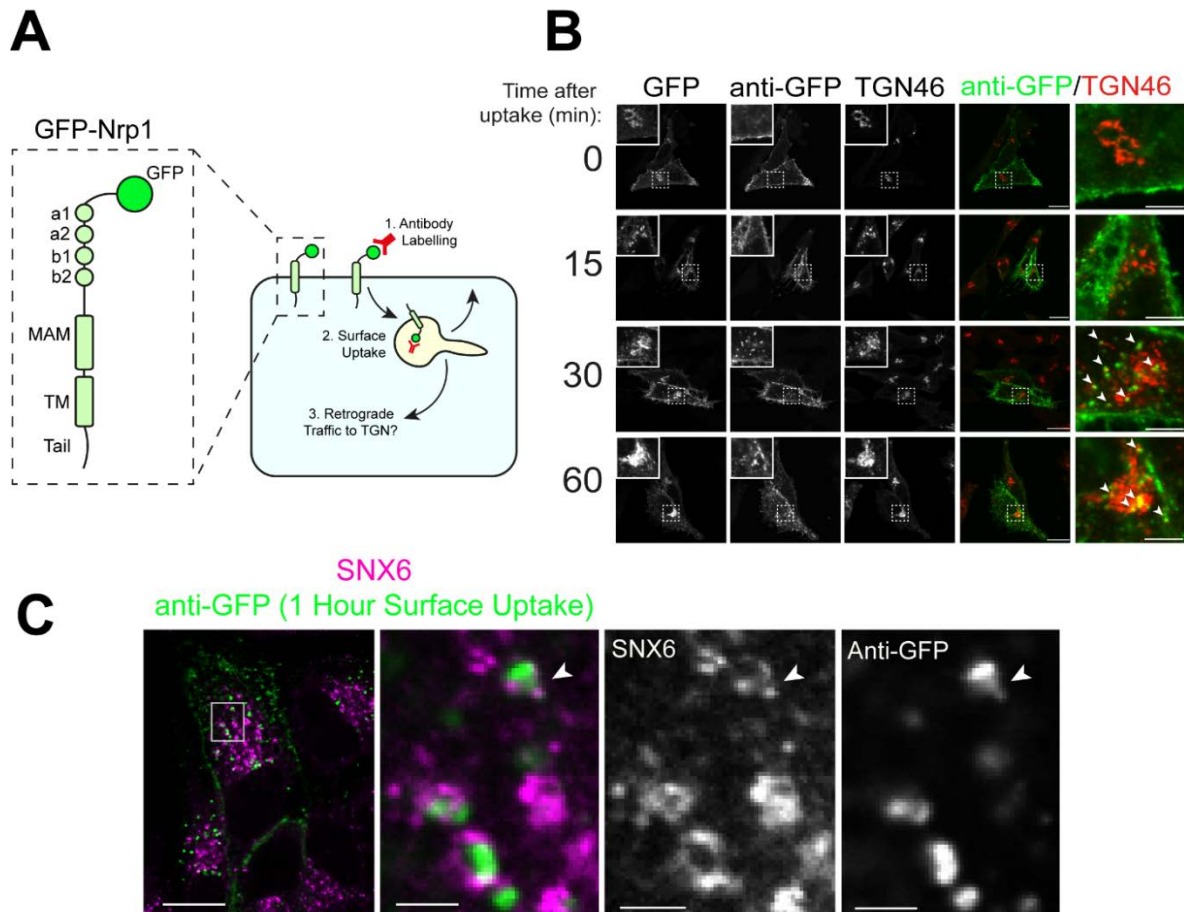 A
GFP-Nrp1
GFP
a1
a2
b1
b2
MAM
TM
Tail
1. Antibody
Labelling
2. Surface
Uptake
3. Retrograde
Traffic to TGN?
B
Time after
uptake (min):
GFP
anti-GFP
TGN46
anti-GFP/TGN46
0
15
30
60
C
SNX6
anti-GFP (1 Hour Surface Uptake)
SNX6
Anti-GFP